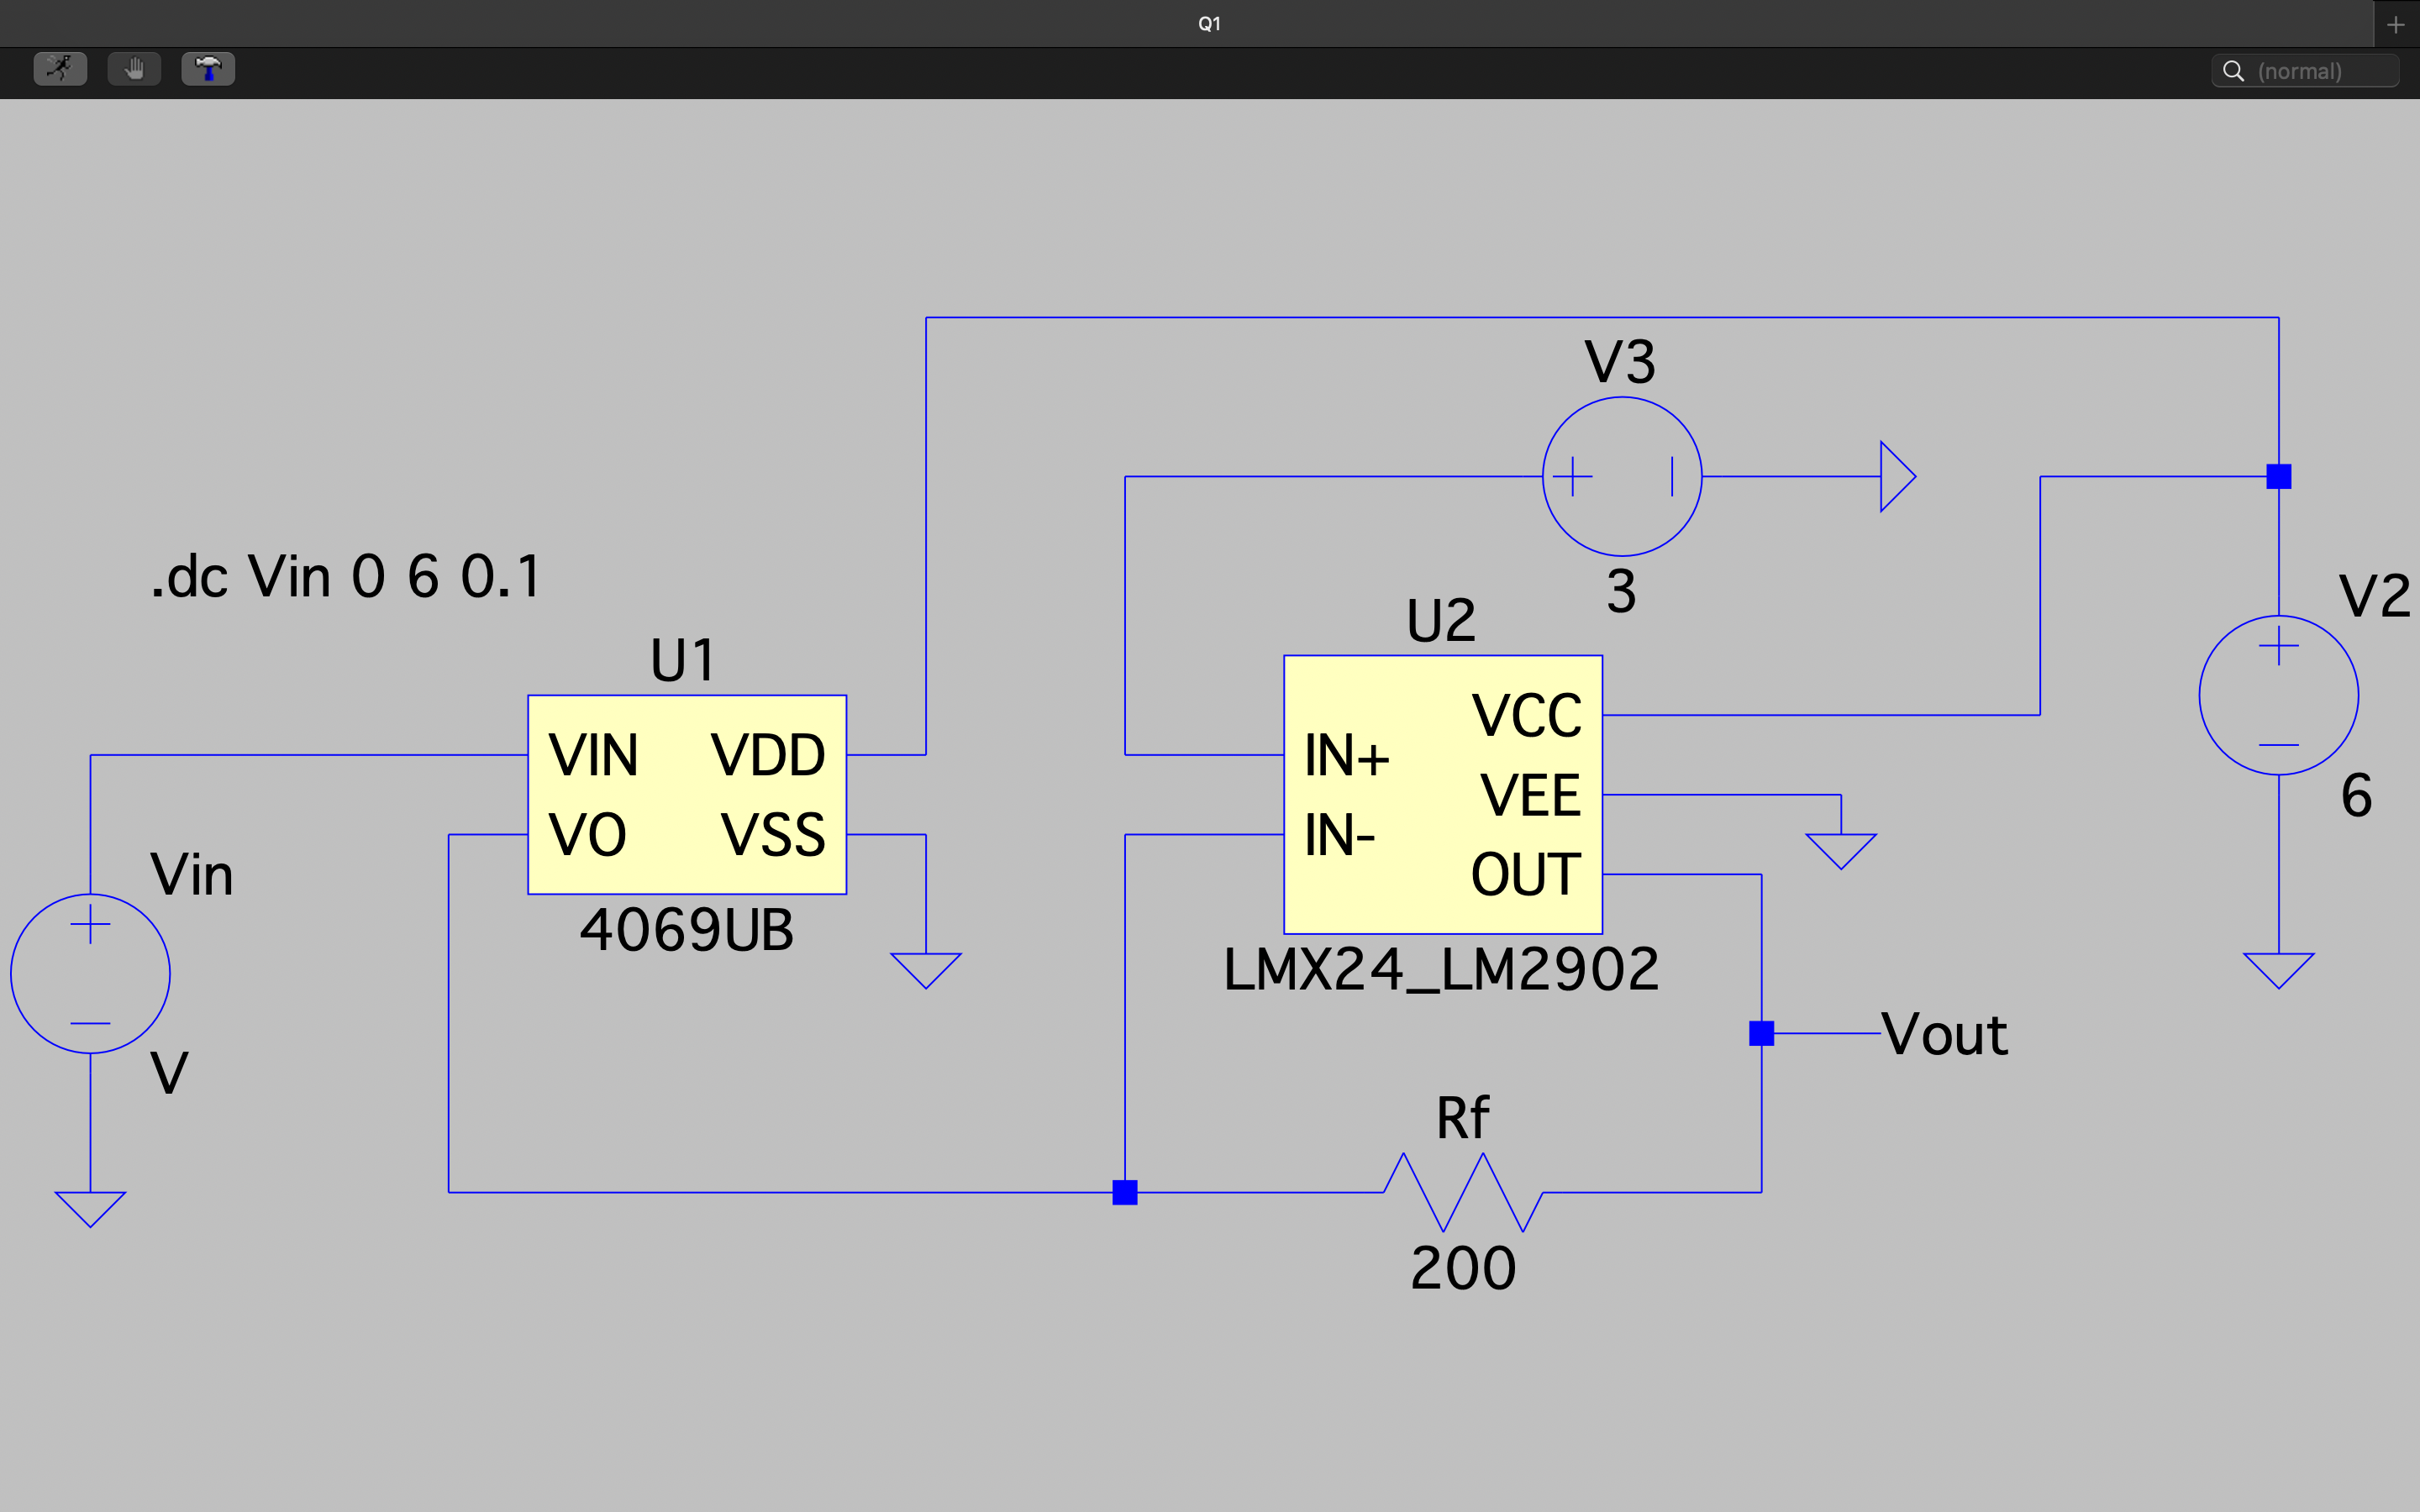 Q1
(normal)
V3
3
.dc Vin 0 6 0.1
V2
6
U1
VIN VDD
VO VSS
4069UB
U2
VCC
IN+
VEE
IN-
OUT
LMX24_LM2902
Vin
V
Vout
Rf
200